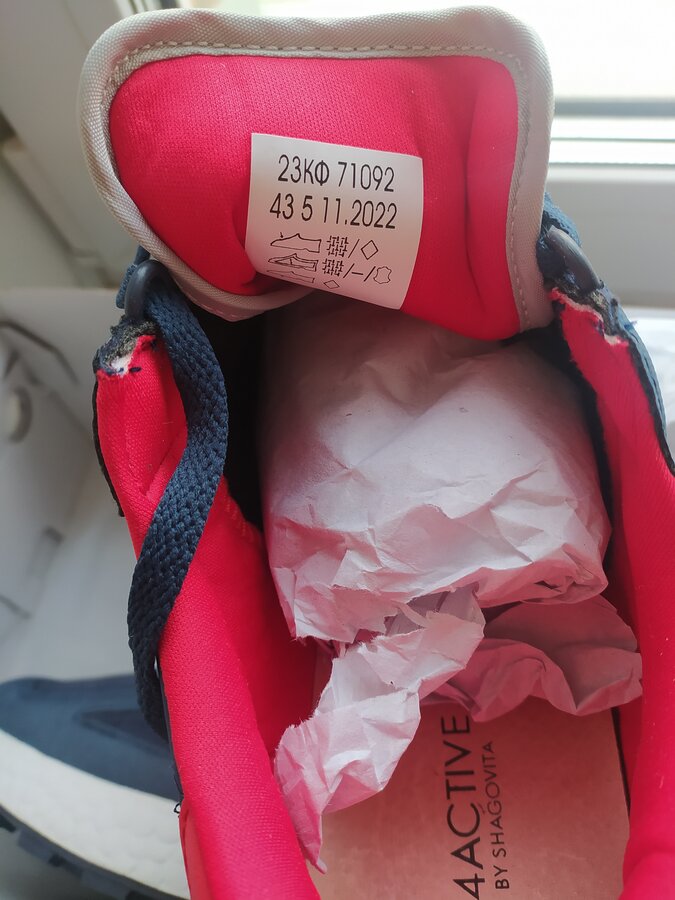 23КФ 71092
43 5 11.2022
4ACTIVE
BY SHAGOVITA